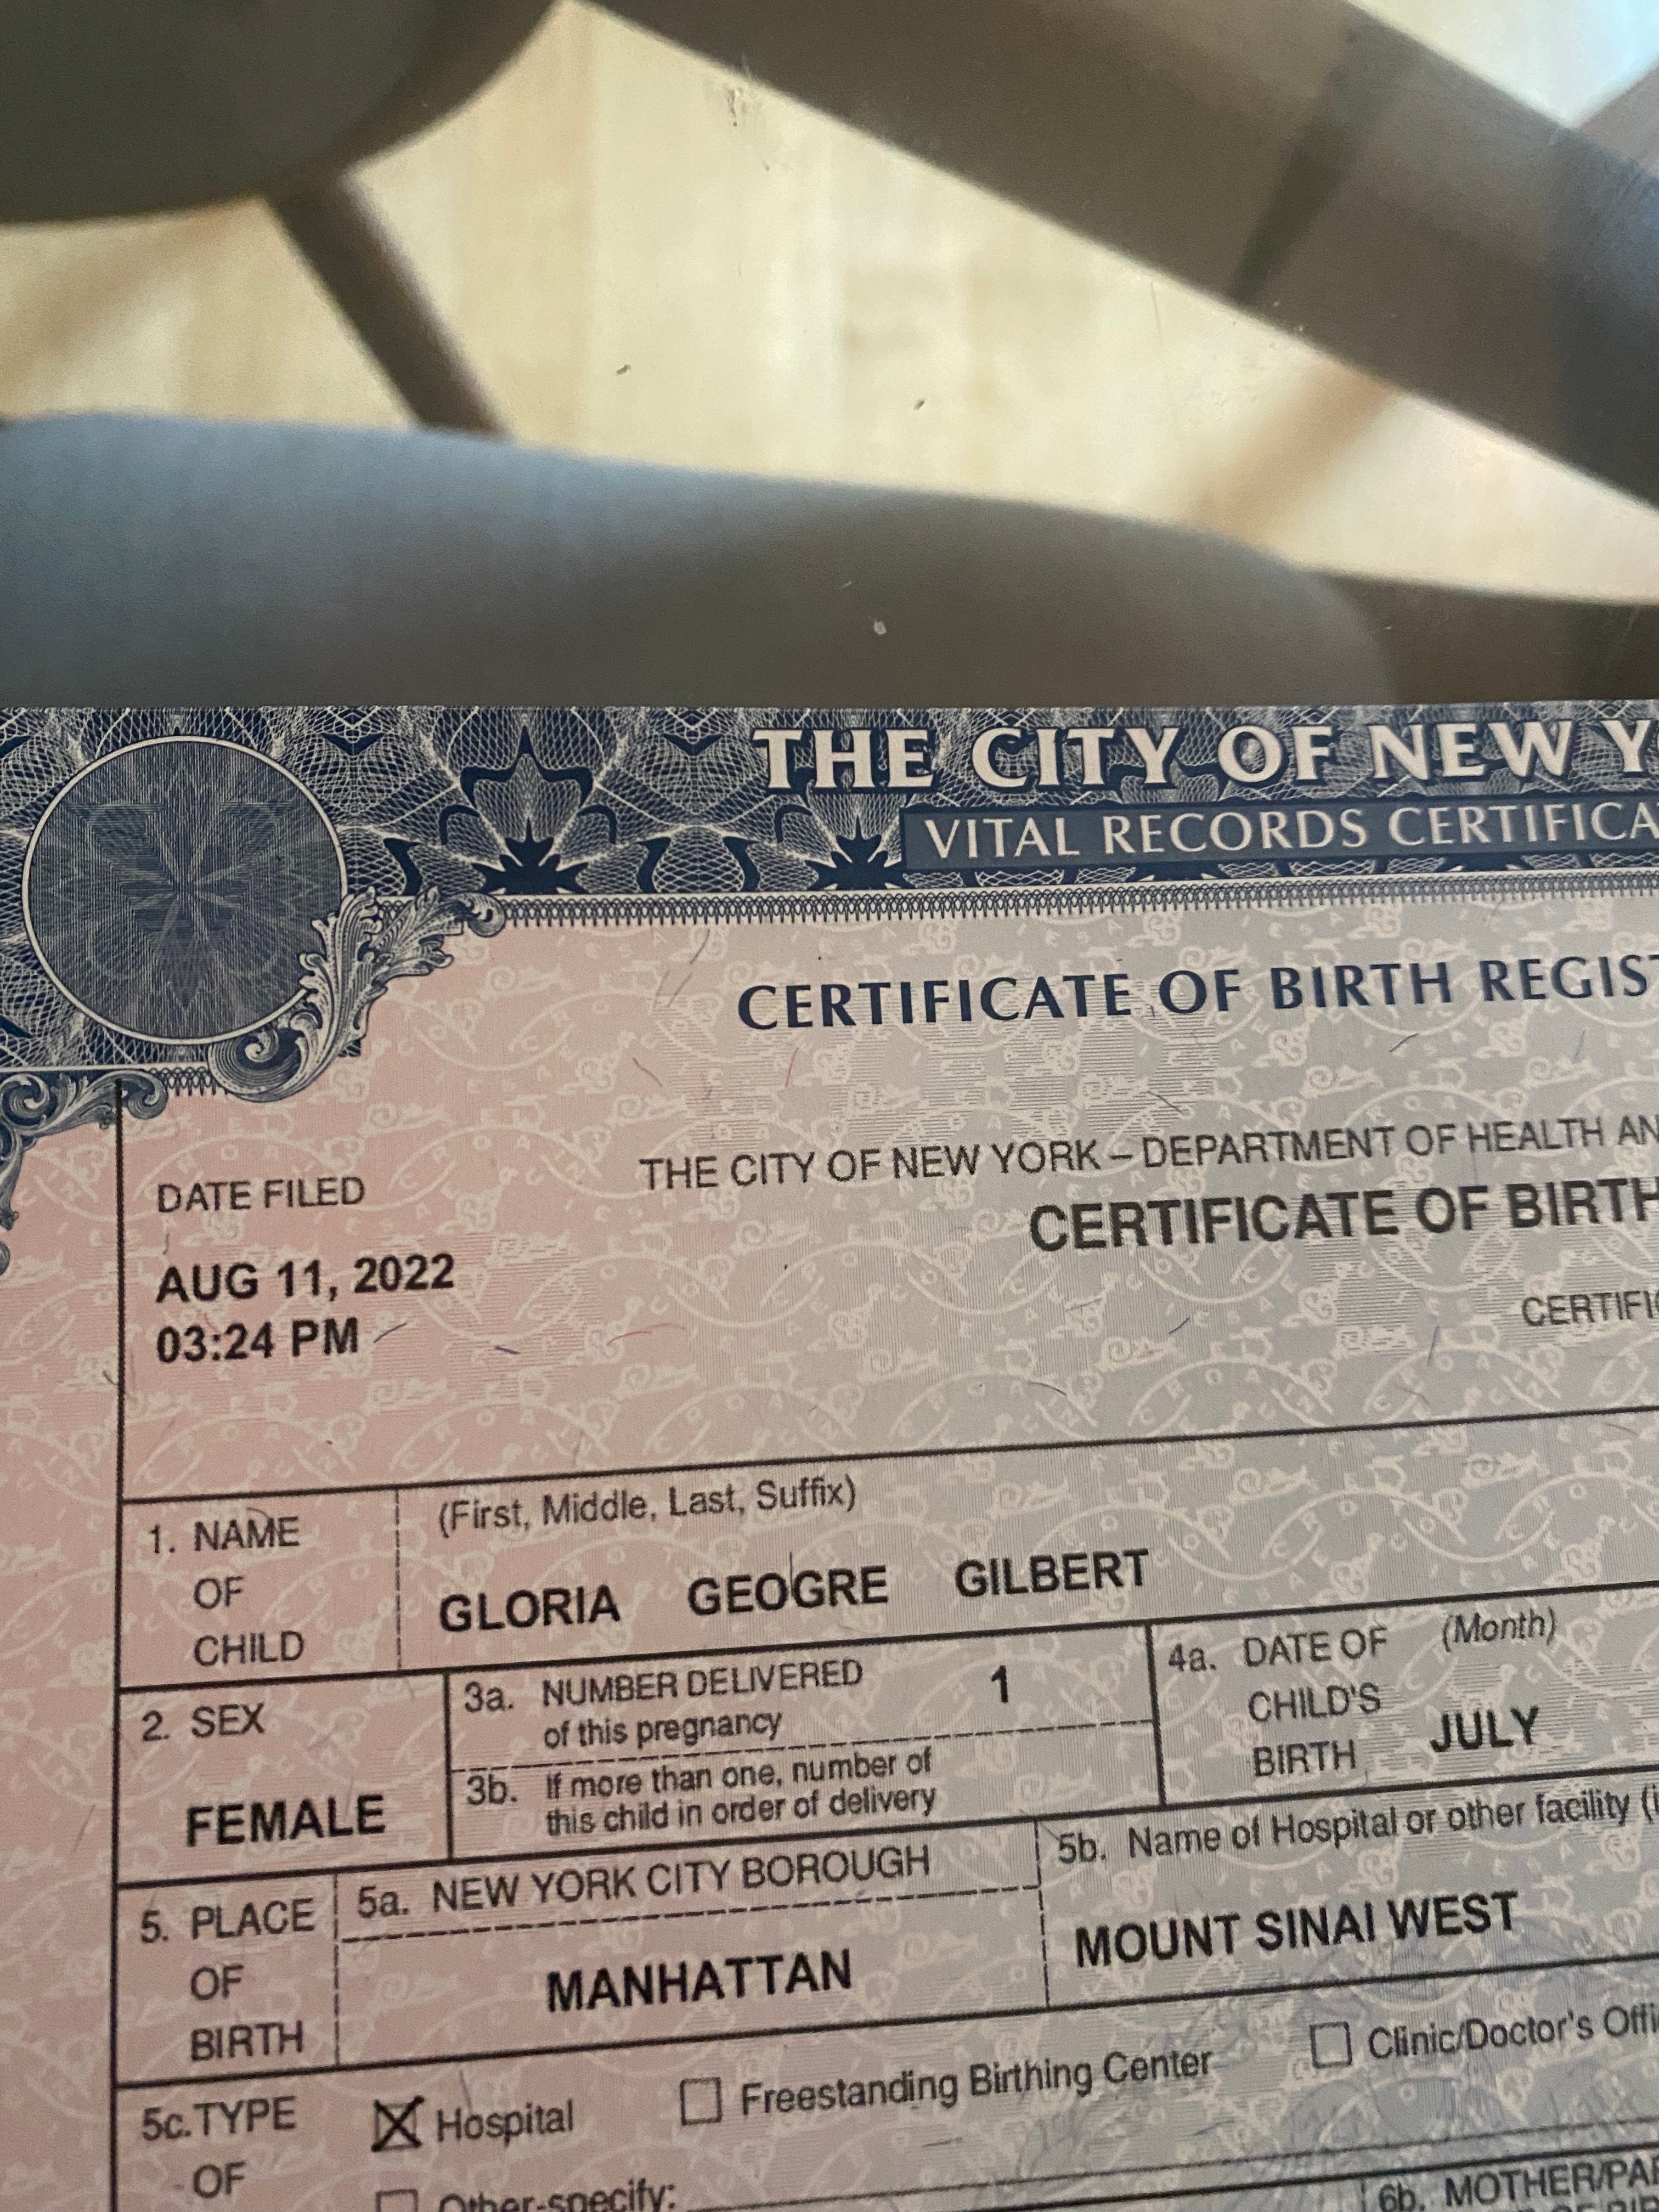 THE CITY OF NEW Y
VITAL RECORDS CERTIFICA
CERTIFICATE OF BIRTH REGIS
THE CITY OF NEW YORK – DEPARTMENT OF HEALTH AN
CERTIFICATE OF BIRTH
CERTIFI
DATE FILED
AUG 11, 2022
03:24 PM
1. NAME OF CHILD
(First, Middle, Last, Suffix)
GLORIA GEOGRE GILBERT
2. SEX
FEMALE
3a. NUMBER DELIVERED
of this pregnancy
1
3b. If more than one, number of
this child in order of delivery
4a. DATE OF CHILD'S BIRTH
(Month)
JULY
5. PLACE OF BIRTH
5a. NEW YORK CITY BOROUGH
MANHATTAN
5b. Name of Hospital or other facility (i
MOUNT SINAI WEST
5c. TYPE OF
Hospital
Freestanding Birthing Center
Clinic/Doctor's Offi
Other-specify:
6b. MOTHER/PA